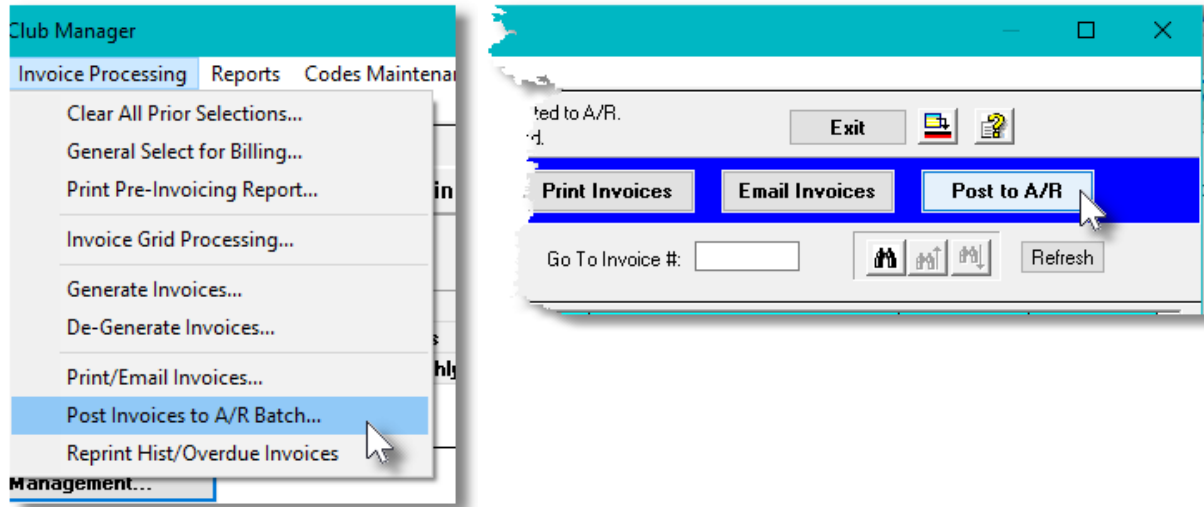 Club Manager
Invoice Processing Reports Codes Maintena
Clear All Prior Selections...
General Select for Billing...
Print Pre-Invoicing Report...
in
Invoice Grid Processing...
Generate Invoices...
De-Generate Invoices...
Print/Email Invoices...
Post Invoices to A/R Batch...
Reprint Hist/Overdue Invoices
Management...
ted to A/R.
Exit
Print Invoices Email Invoices Post to A/R
Go To Invoice #: Refresh